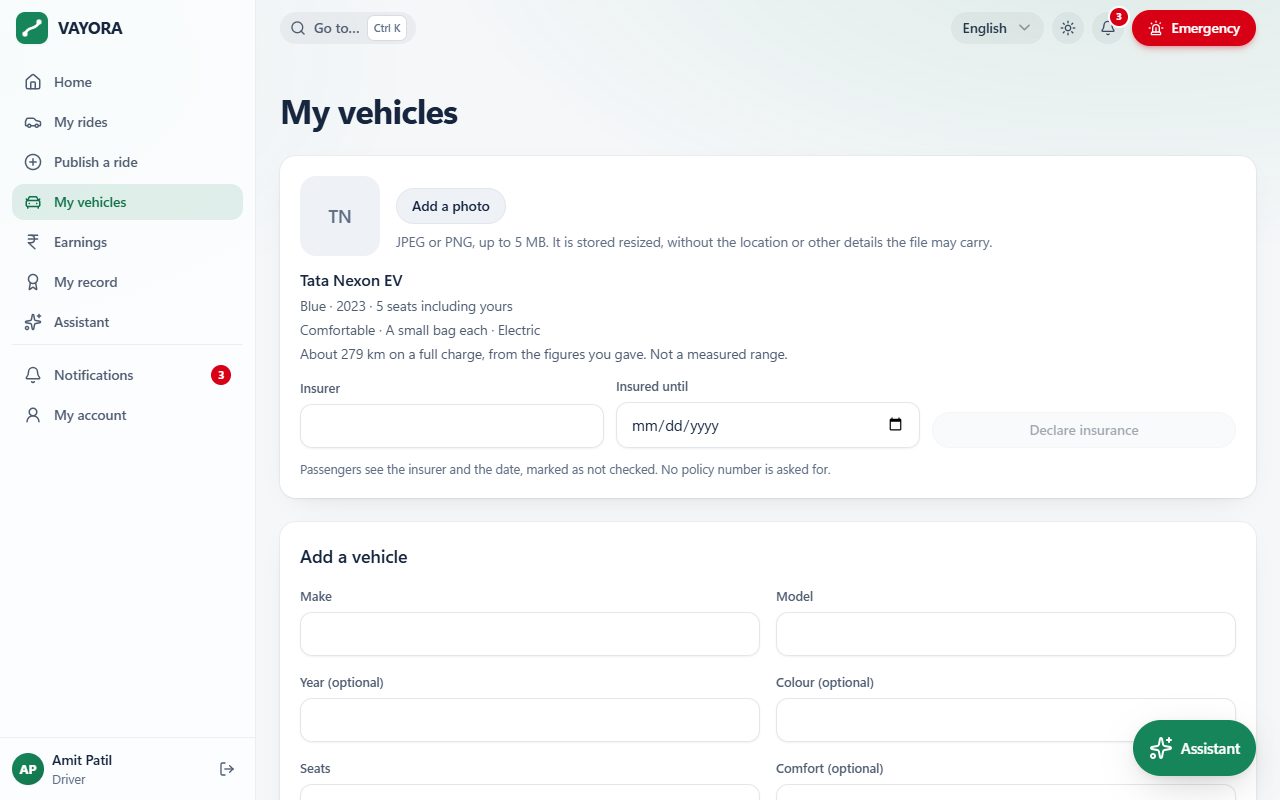 VAYORA
Go to... Ctrl K
English
3
Emergency
Home
My rides
Publish a ride
My vehicles
Earnings
My record
Assistant
Notifications 3
My account
My vehicles
TN
Add a photo
JPEG or PNG, up to 5 MB. It is stored resized, without the location or other details the file may carry.
Tata Nexon EV
Blue · 2023 · 5 seats including yours
Comfortable · A small bag each · Electric
About 279 km on a full charge, from the figures you gave. Not a measured range.
Insurer
Insured until
mm/dd/yyyy
Declare insurance
Passengers see the insurer and the date, marked as not checked. No policy number is asked for.
Add a vehicle
Make
Model
Year (optional)
Colour (optional)
Seats
Comfort (optional)
Assistant
AP
Amit Patil
Driver